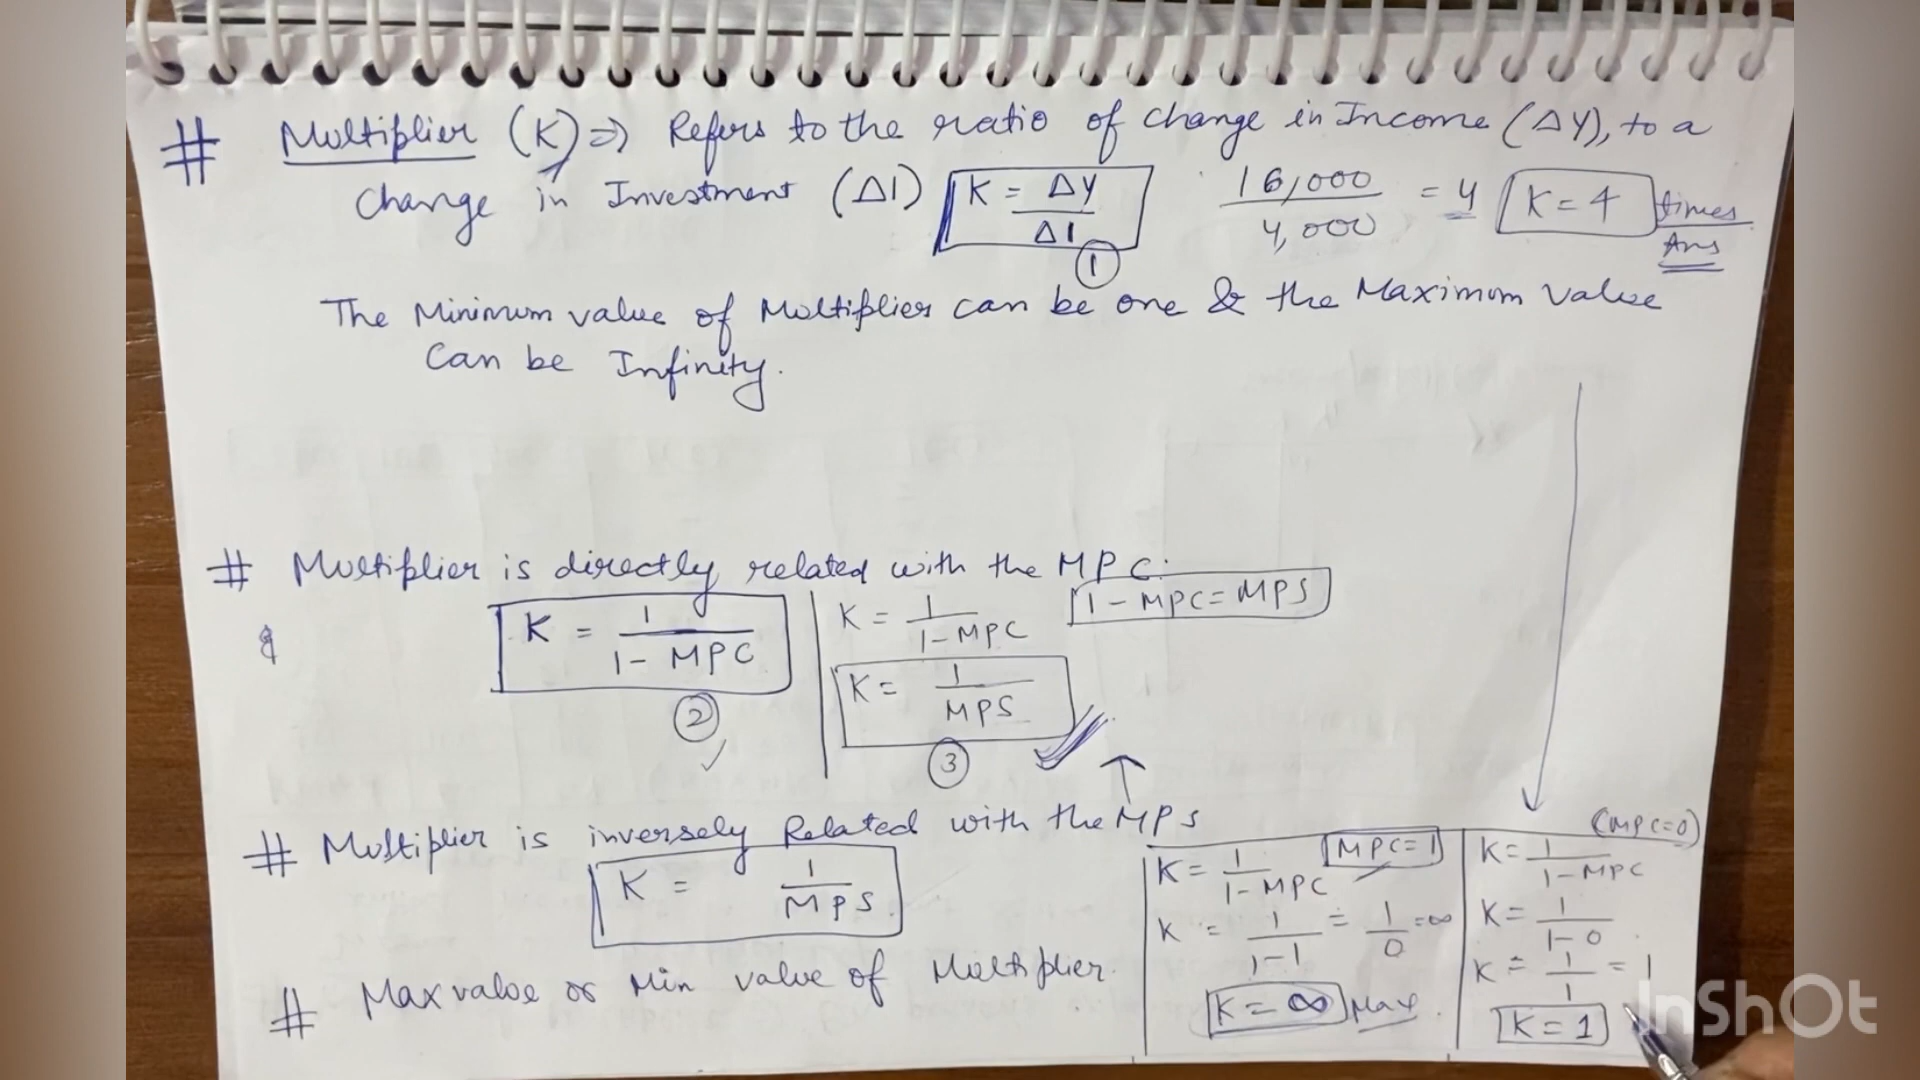 # Multiplier (K) ⇒ Refers to the ratio of change in Income (ΔY), to a
change in Investment (ΔI) K = ΔY/ΔI 16,000/4,000 = 4 K = 4 times
① Ans
The Minimum value of Multiplier can be one & the Maximum value
can be Infinity.
# Multiplier is directly related with the MPC.
K = 1/1- MPC K = 1/1-MPC 1 - MPC = MPS
&
② K = 1/MPS
③
# Multiplier is inversely Related with the MPS
K = 1/MPS
K = 1/1-MPC MPC = 1
K = 1/1-1 = 1/0 = ∞
K = ∞ Max
(MPC=0)
K = 1/1-MPC
K = 1/1-0
K = 1/1 = 1
K = 1
# Max value or Min value of Multiplier.
InShOt